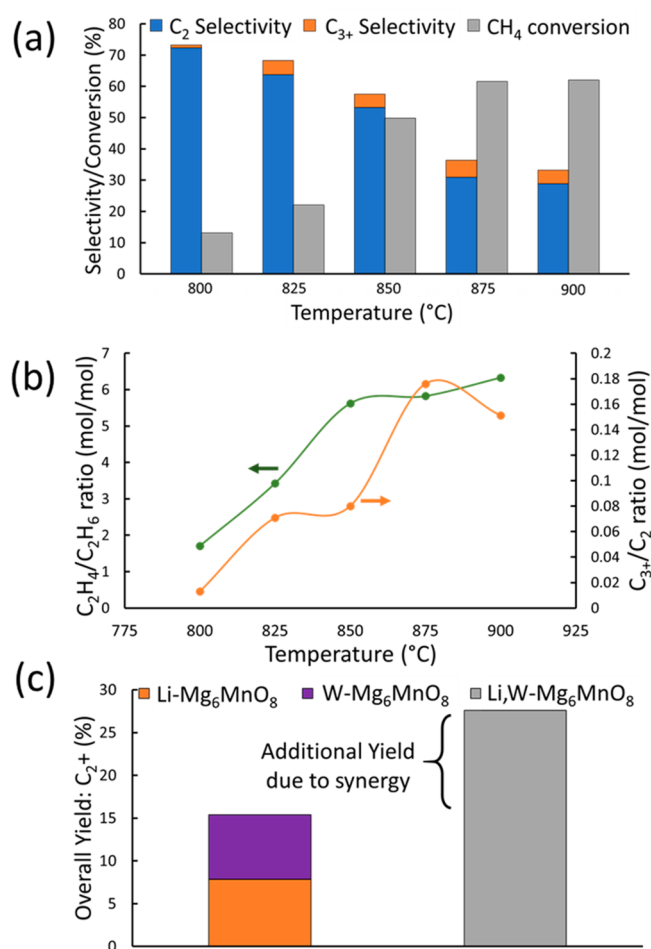 (a)
C₂ Selectivity C₃₊ Selectivity CH₄ conversion
Selectivity/Conversion (%)
80
70
60
50
40
30
20
10
0
800 825 850 875 900
Temperature (°C)
(b)
C₂H₄/C₂H₆ ratio (mol/mol)
7
6
5
4
3
2
1
0
0.2
0.18
0.16
0.14
0.12
0.1
0.08
0.06
0.04
0.02
0
C₃₊/C₂ ratio (mol/mol)
775 800 825 850 875 900 925
Temperature (°C)
(c)
Li-Mg₆MnO₈ W-Mg₆MnO₈ Li,W-Mg₆MnO₈
Overall Yield: C₂+ (%)
30
25
20
15
10
5
0
Additional Yield
due to synergy